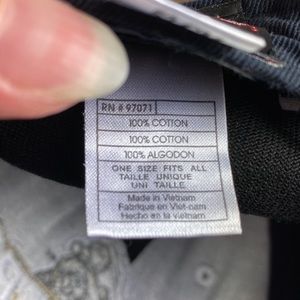 RN # 97071
100% COTTON
100% COTTON
100% ALGODON
ONE SIZE FITS ALL
TAILLE UNIQUE
UNI TAILLE
Made in Vietnam
Fabriqué en Viet-nam
Hecho en Vietnam